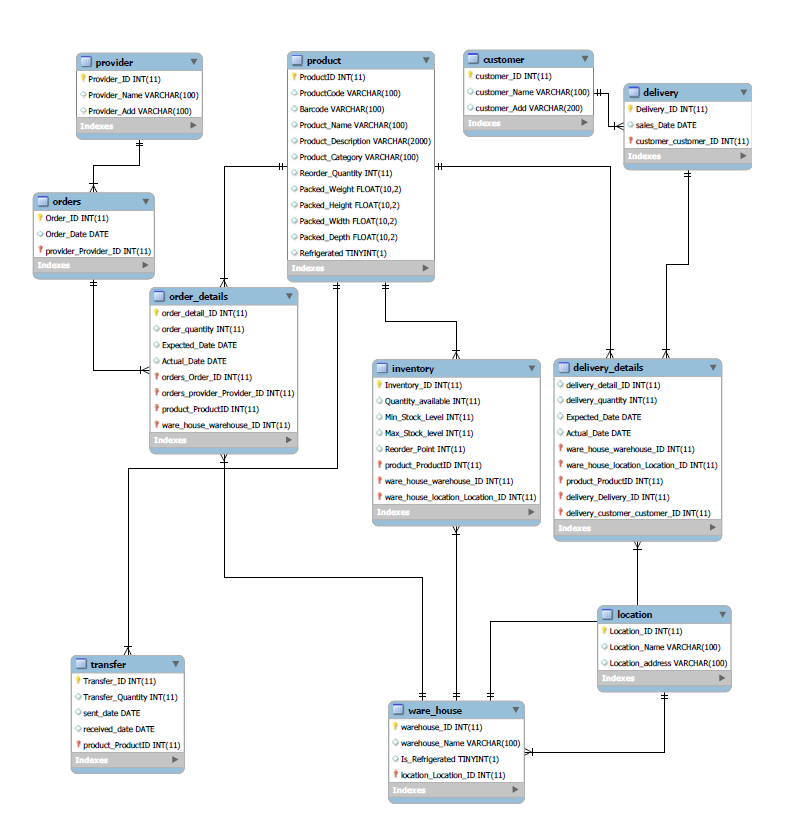 provider
Provider_ID INT(11)
Provider_Name VARCHAR(100)
Provider_Add VARCHAR(100)
Indexes
product
ProductID INT(11)
ProductCode VARCHAR(100)
Barcode VARCHAR(100)
Product_Name VARCHAR(100)
Product_Description VARCHAR(2000)
Product_Category VARCHAR(100)
Reorder_Quantity INT(11)
Packed_Weight FLOAT(10,2)
Packed_Height FLOAT(10,2)
Packed_Width FLOAT(10,2)
Packed_Depth FLOAT(10,2)
Refrigerated TINYINT(1)
Indexes
customer
customer_ID INT(11)
customer_Name VARCHAR(100)
customer_Add VARCHAR(200)
Indexes
delivery
Delivery_ID INT(11)
sales_Date DATE
customer_customer_ID INT(11)
Indexes
orders
Order_ID INT(11)
Order_Date DATE
provider_Provider_ID INT(11)
Indexes
order_details
order_detail_ID INT(11)
order_quantity INT(11)
Expected_Date DATE
Actual_Date DATE
orders_Order_ID INT(11)
orders_provider_Provider_ID INT(11)
product_ProductID INT(11)
ware_house_warehouse_ID INT(11)
Indexes
inventory
Inventory_ID INT(11)
Quantity_available INT(11)
Min_Stock_Level INT(11)
Max_Stock_level INT(11)
Reorder_Point INT(11)
product_ProductID INT(11)
ware_house_warehouse_ID INT(11)
ware_house_location_Location_ID INT(11)
Indexes
delivery_details
delivery_detail_ID INT(11)
delivery_quantity INT(11)
Expected_Date DATE
Actual_Date DATE
ware_house_warehouse_ID INT(11)
ware_house_location_Location_ID INT(11)
product_ProductID INT(11)
delivery_Delivery_ID INT(11)
delivery_customer_customer_ID INT(11)
Indexes
location
Location_ID INT(11)
Location_Name VARCHAR(100)
Location_address VARCHAR(100)
Indexes
transfer
Transfer_ID INT(11)
Transfer_Quantity INT(11)
sent_date DATE
received_date DATE
product_ProductID INT(11)
Indexes
ware_house
warehouse_ID INT(11)
warehouse_Name VARCHAR(100)
Is_Refrigerated TINYINT(1)
location_Location_ID INT(11)
Indexes